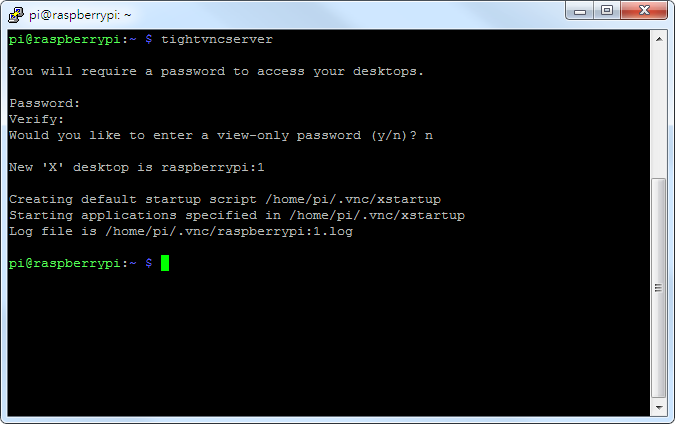 pi@raspberrypi: ~
pi@raspberrypi:~ $ tightvncserver
You will require a password to access your desktops.
Password:
Verify:
Would you like to enter a view-only password (y/n)? n
New 'X' desktop is raspberrypi:1
Creating default startup script /home/pi/.vnc/xstartup
Starting applications specified in /home/pi/.vnc/xstartup
Log file is /home/pi/.vnc/raspberrypi:1.log
pi@raspberrypi:~ $